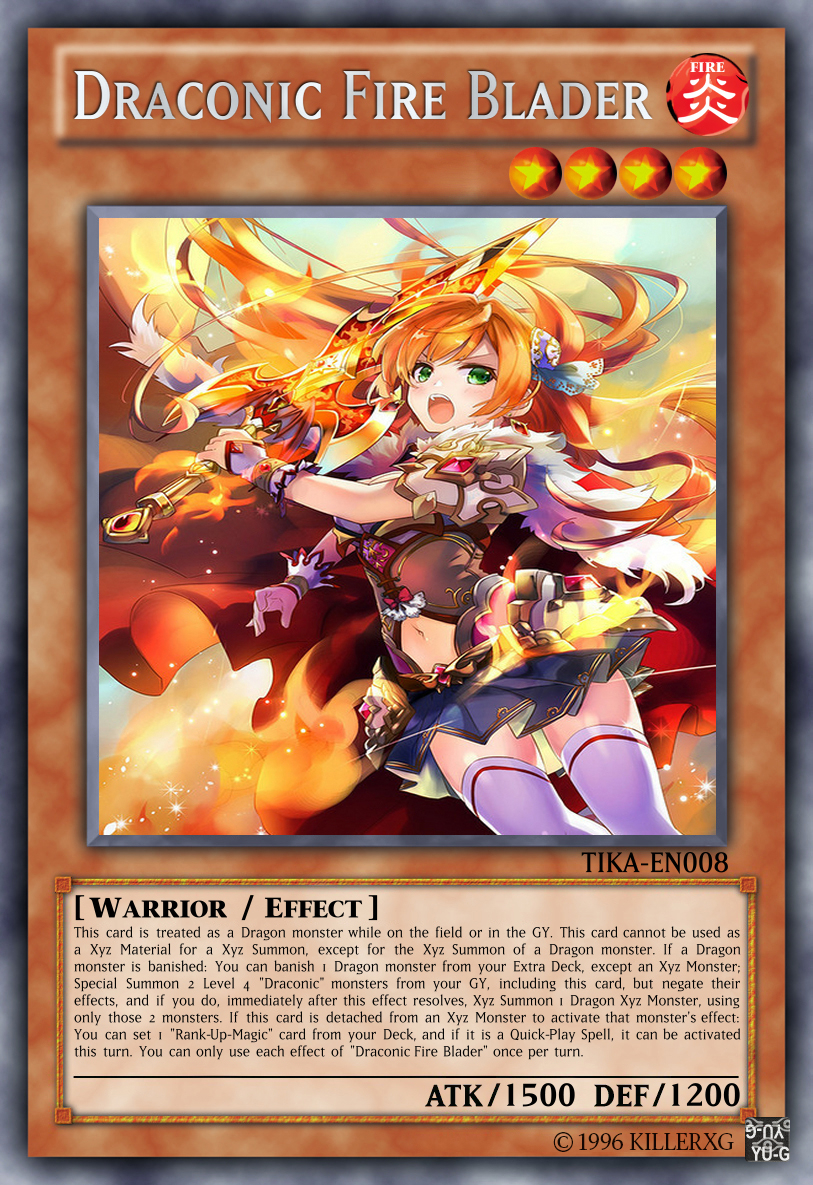 DRACONIC FIRE BLADER
FIRE
炎
TIKA-EN008
[ WARRIOR / EFFECT ]
This card is treated as a Dragon monster while on the field or in the GY. This card cannot be used as
a Xyz Material for a Xyz Summon, except for the Xyz Summon of a Dragon monster. If a Dragon
monster is banished: You can banish 1 Dragon monster from your Extra Deck, except an Xyz Monster;
Special Summon 2 Level 4 "Draconic" monsters from your GY, including this card, but negate their
effects, and if you do, immediately after this effect resolves, Xyz Summon 1 Dragon Xyz Monster, using
only those 2 monsters. If this card is detached from an Xyz Monster to activate that monster's effect:
You can set 1 "Rank-Up-Magic" card from your Deck, and if it is a Quick-Play Spell, it can be activated
this turn. You can only use each effect of "Draconic Fire Blader" once per turn.
ATK/1500 DEF/1200
© 1996 KILLERXG
YU-G
YU-G